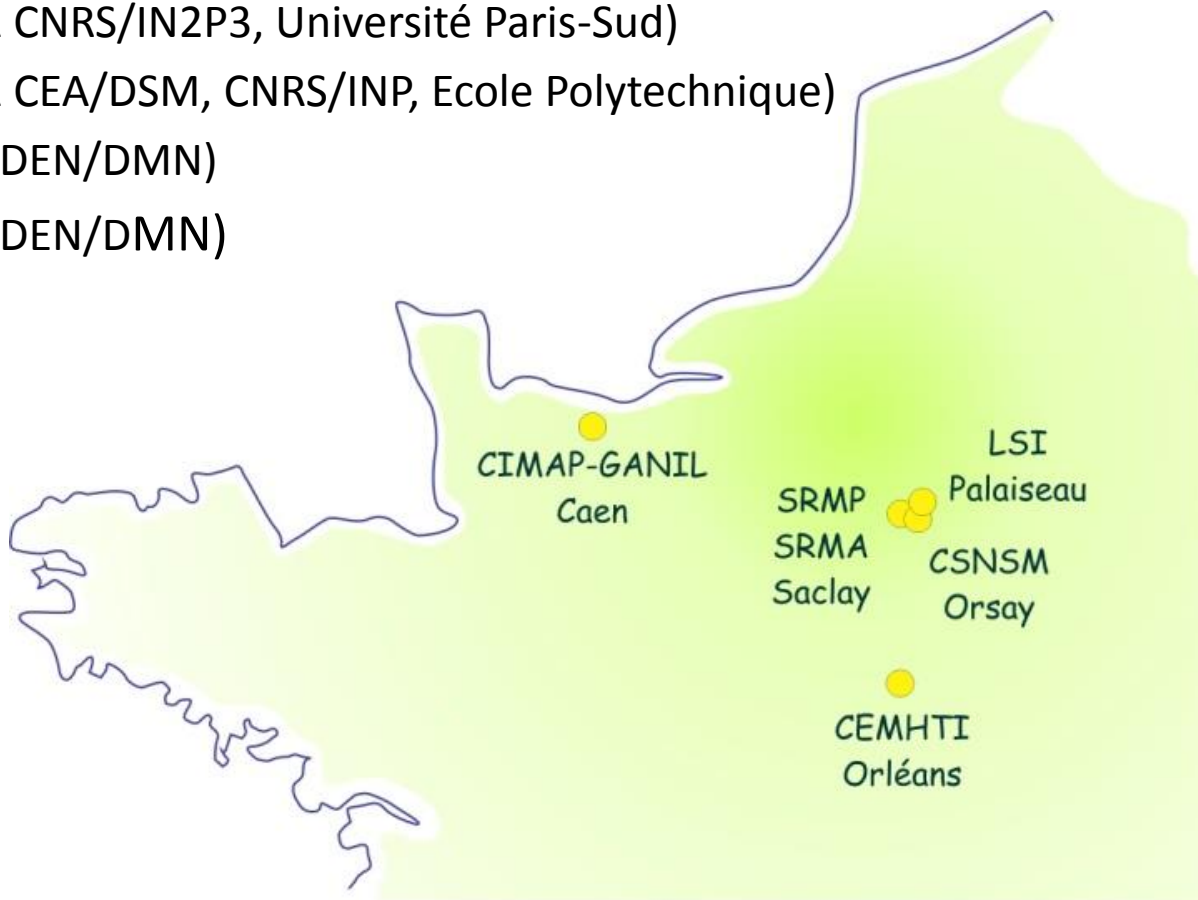 CNRS/IN2P3, Université Paris-Sud)
CEA/DSM, CNRS/INP, Ecole Polytechnique)
DEN/DMN)
DEN/DMN)
CIMAP-GANIL
Caen
LSI
Palaiseau
SRMP
SRMA
Saclay
CSNSM
Orsay
CEMHTI
Orléans